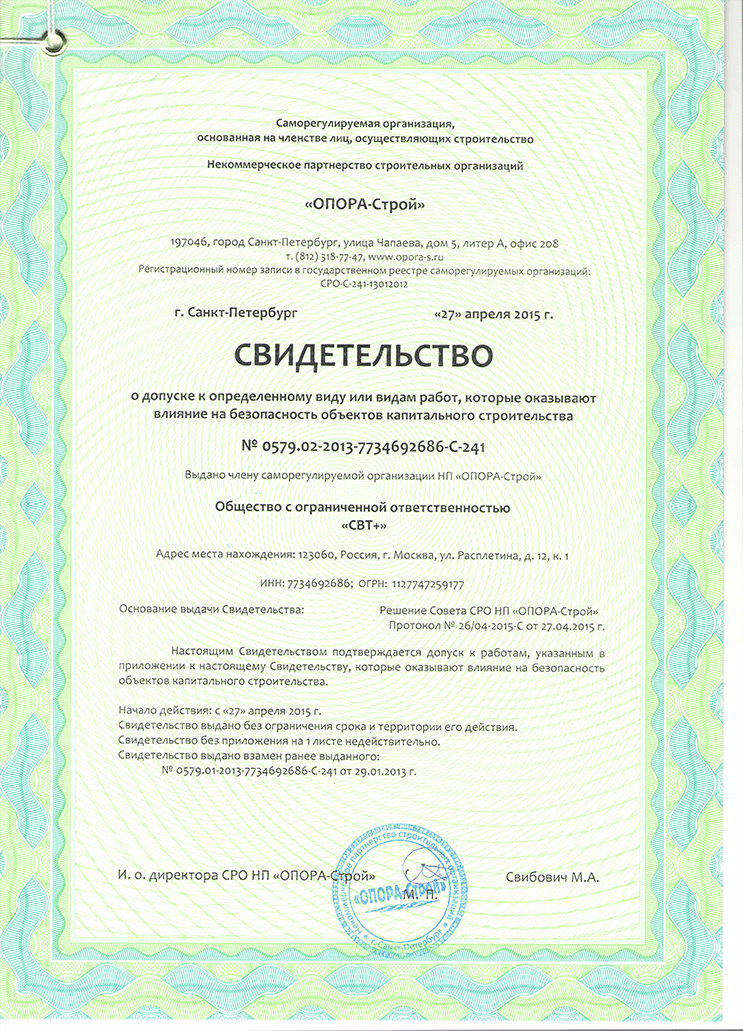 Саморегулируемая организация,
основанная на членстве лиц, осуществляющих строительство
Некоммерческое партнерство строительных организаций
«ОПОРА-Строй»
197046, город Санкт-Петербург, улица Чапаева, дом 5, литер А, офис 208
т. (812) 318-77-47, www.opora-s.ru
Регистрационный номер записи в государственном реестре саморегулируемых организаций:
СРО-С-241-13012012
г. Санкт-Петербург «27» апреля 2015 г.
СВИДЕТЕЛЬСТВО
о допуске к определенному виду или видам работ, которые оказывают
влияние на безопасность объектов капитального строительства
№ 0579.02-2013-7734692686-С-241
Выдано члену саморегулируемой организации НП «ОПОРА-Строй»
Общество с ограниченной ответственностью
«СВТ+»
Адрес места нахождения: 123060, Россия, г. Москва, ул. Расплетина, д. 12, к. 1
ИНН: 7734692686; ОГРН: 1127747259177
Основание выдачи Свидетельства: Решение Совета СРО НП «ОПОРА-Строй»
Протокол № 26/04-2015-С от 27.04.2015 г.
Настоящим Свидетельством подтверждается допуск к работам, указанным в
приложении к настоящему Свидетельству, которые оказывают влияние на безопасность
объектов капитального строительства.
Начало действия: с «27» апреля 2015 г.
Свидетельство выдано без ограничения срока и территории его действия.
Свидетельство без приложения на 1 листе недействительно.
Свидетельство выдано взамен ранее выданного:
№ 0579.01-2013-7734692686-С-241 от 29.01.2013 г.
И. о. директора СРО НП «ОПОРА-Строй» Свибович М.А.
М. П.
Некоммерческое партнерство строительных организаций
«ОПОРА-Строй»
г. Санкт-Петербург